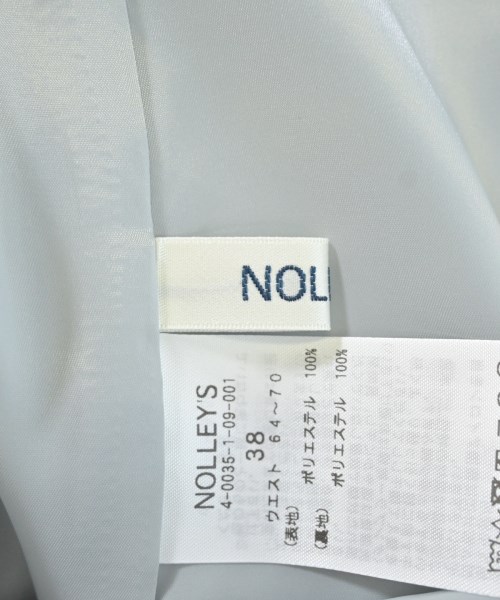 NOL
NOLLEY'S
4-0035-1-09-001
38
ウエスト 64～70
(表地) ポリエステル 100%
(裏地) ポリエステル 100%